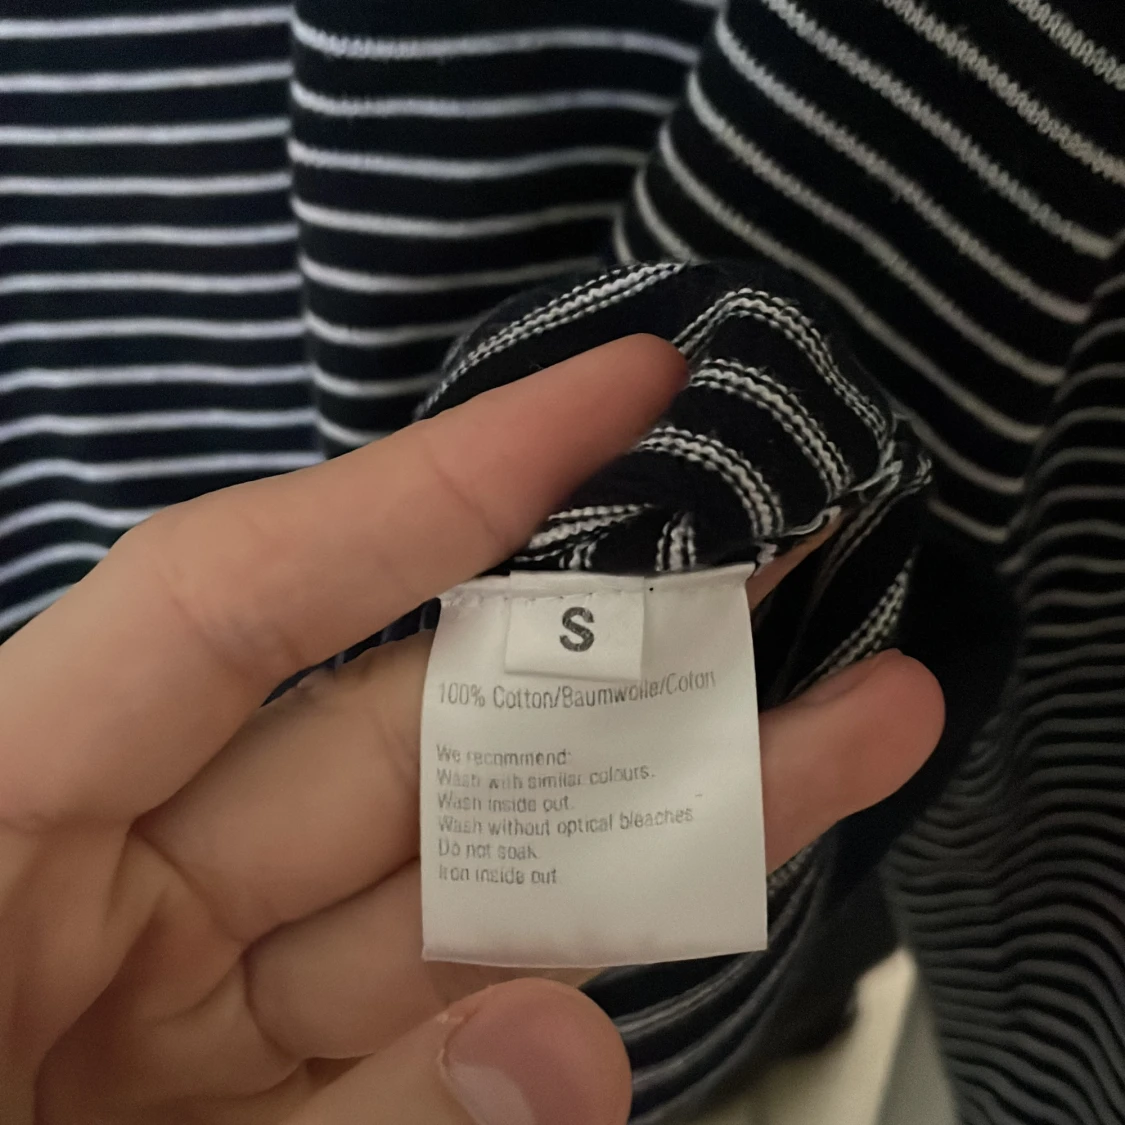 S
100% Cotton/Baumwolle/Coton
We recommend:
Wash with similar colours.
Wash inside out.
Wash without optical bleaches
Do not soak.
Iron inside out